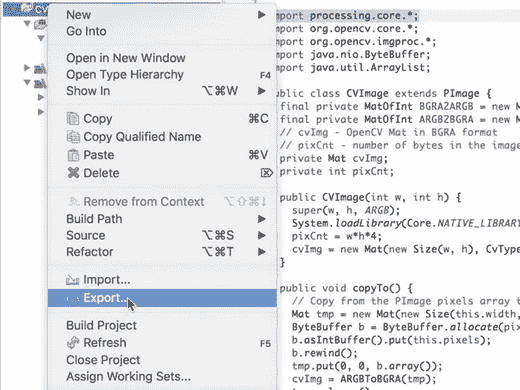 New
Go Into
Open in New Window
Open Type Hierarchy F4
Show In ⌥⌘W
Copy ⌘C
Copy Qualified Name
Paste ⌘V
Delete ⌦
Remove from Context ⌥⇧⌘↓
Build Path
Source ⌥⌘S
Refactor ⌥⌘T
Import...
Export...
Build Project
Refresh F5
Close Project
Assign Working Sets...
import processing.core.*;
import org.opencv.core.*;
import org.opencv.imgproc.*;
import java.nio.ByteBuffer;
import java.util.ArrayList;
public class CVImage extends PImage {
final private MatOfInt BGRA2ARGB = new M
final private MatOfInt ARGB2BGRA = new M
// cvImg - OpenCV Mat in BGRA format
// pixCnt - number of bytes in the image
private Mat cvImg;
private int pixCnt;
public CVImage(int w, int h) {
super(w, h, ARGB);
System.loadLibrary(Core.NATIVE_LIBRARY
pixCnt = w*h*4;
cvImg = new Mat(new Size(w, h), CvType
}
public void copyTo() {
// Copy from the PImage pixels array t
Mat tmp = new Mat(new Size(this.width,
ByteBuffer b = ByteBuffer.allocate(pix
b.asIntBuffer().put(this.pixels);
b.rewind();
tmp.put(0, 0, b.array());
cvImg = ARGBToBGRA(tmp);